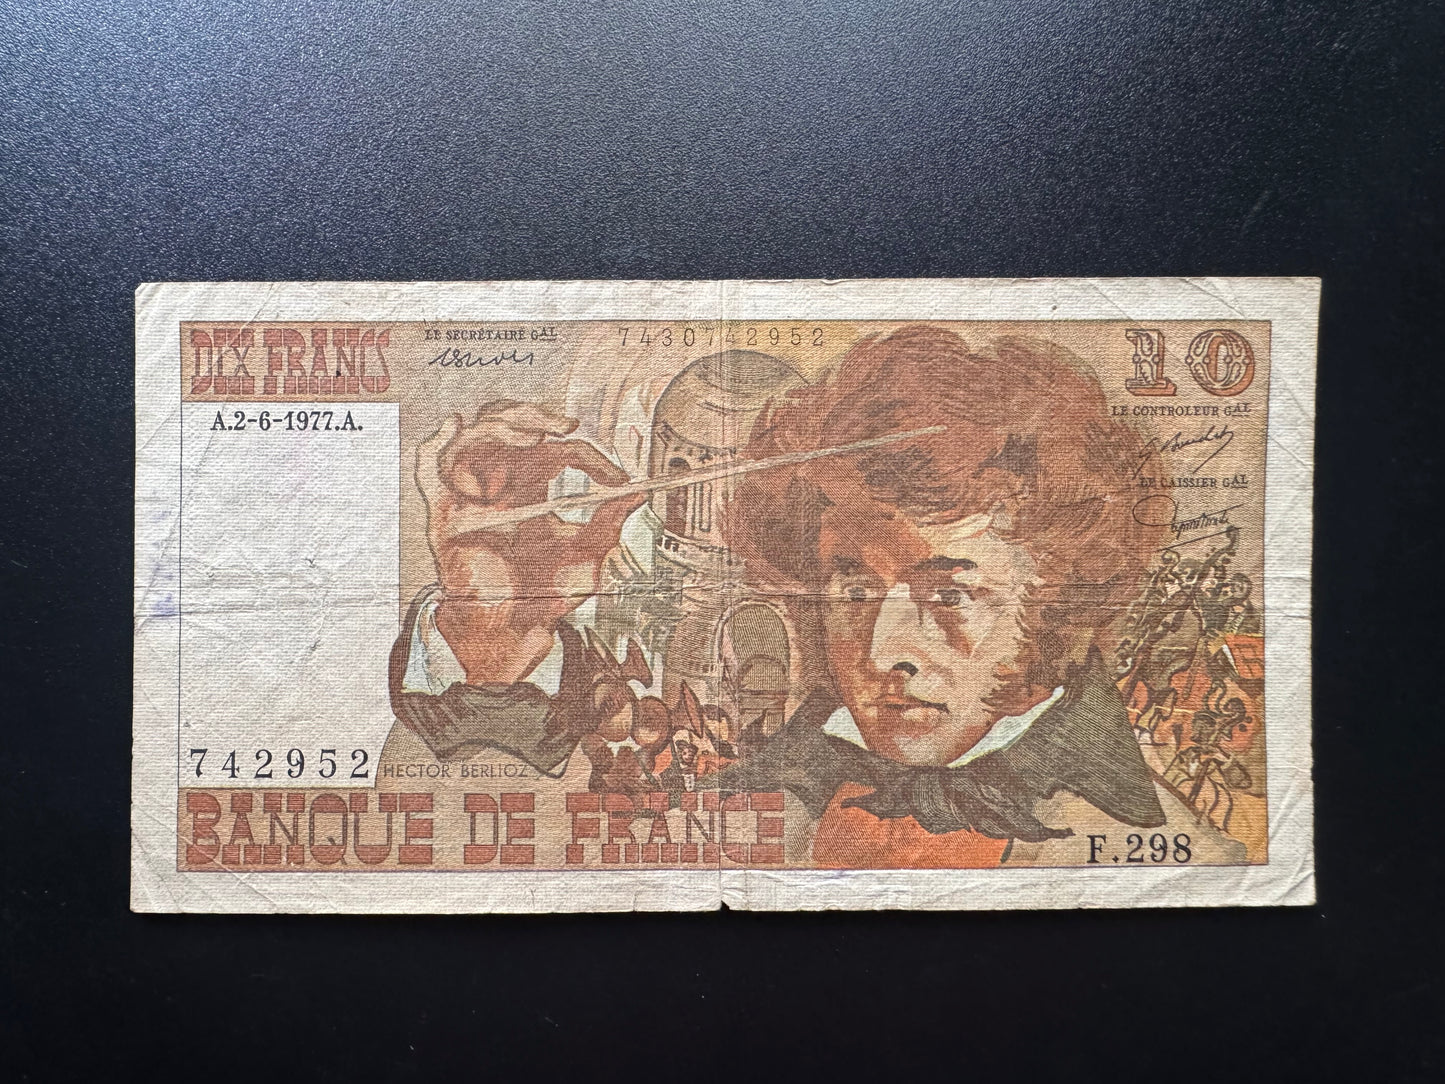 DIX FRANCS
LE SECRÉTAIRE GAL
7430742952
10
A.2-6-1977.A.
LE CONTROLEUR GAL
LE CAISSIER GAL
742952
HECTOR BERLIOZ
BANQUE DE FRANCE
F.298